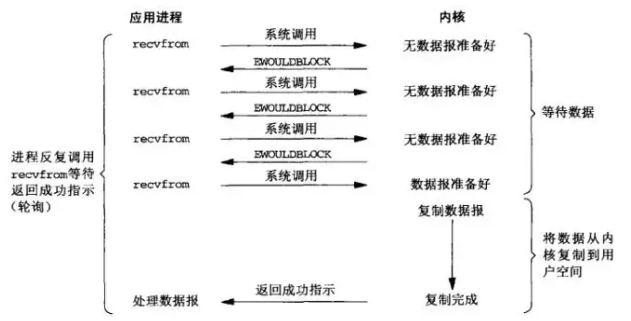 应用进程
内核
recvfrom
系统调用
无数据报准备好
EWOULDBLOCK
recvfrom
系统调用
无数据报准备好
EWOULDBLOCK
recvfrom
系统调用
无数据报准备好
EWOULDBLOCK
recvfrom
系统调用
数据报准备好
等待数据
进程反复调用
recvfrom等待
返回成功指示
(轮询)
复制数据报
将数据从内
核复制到用
户空间
处理数据报
返回成功指示
复制完成